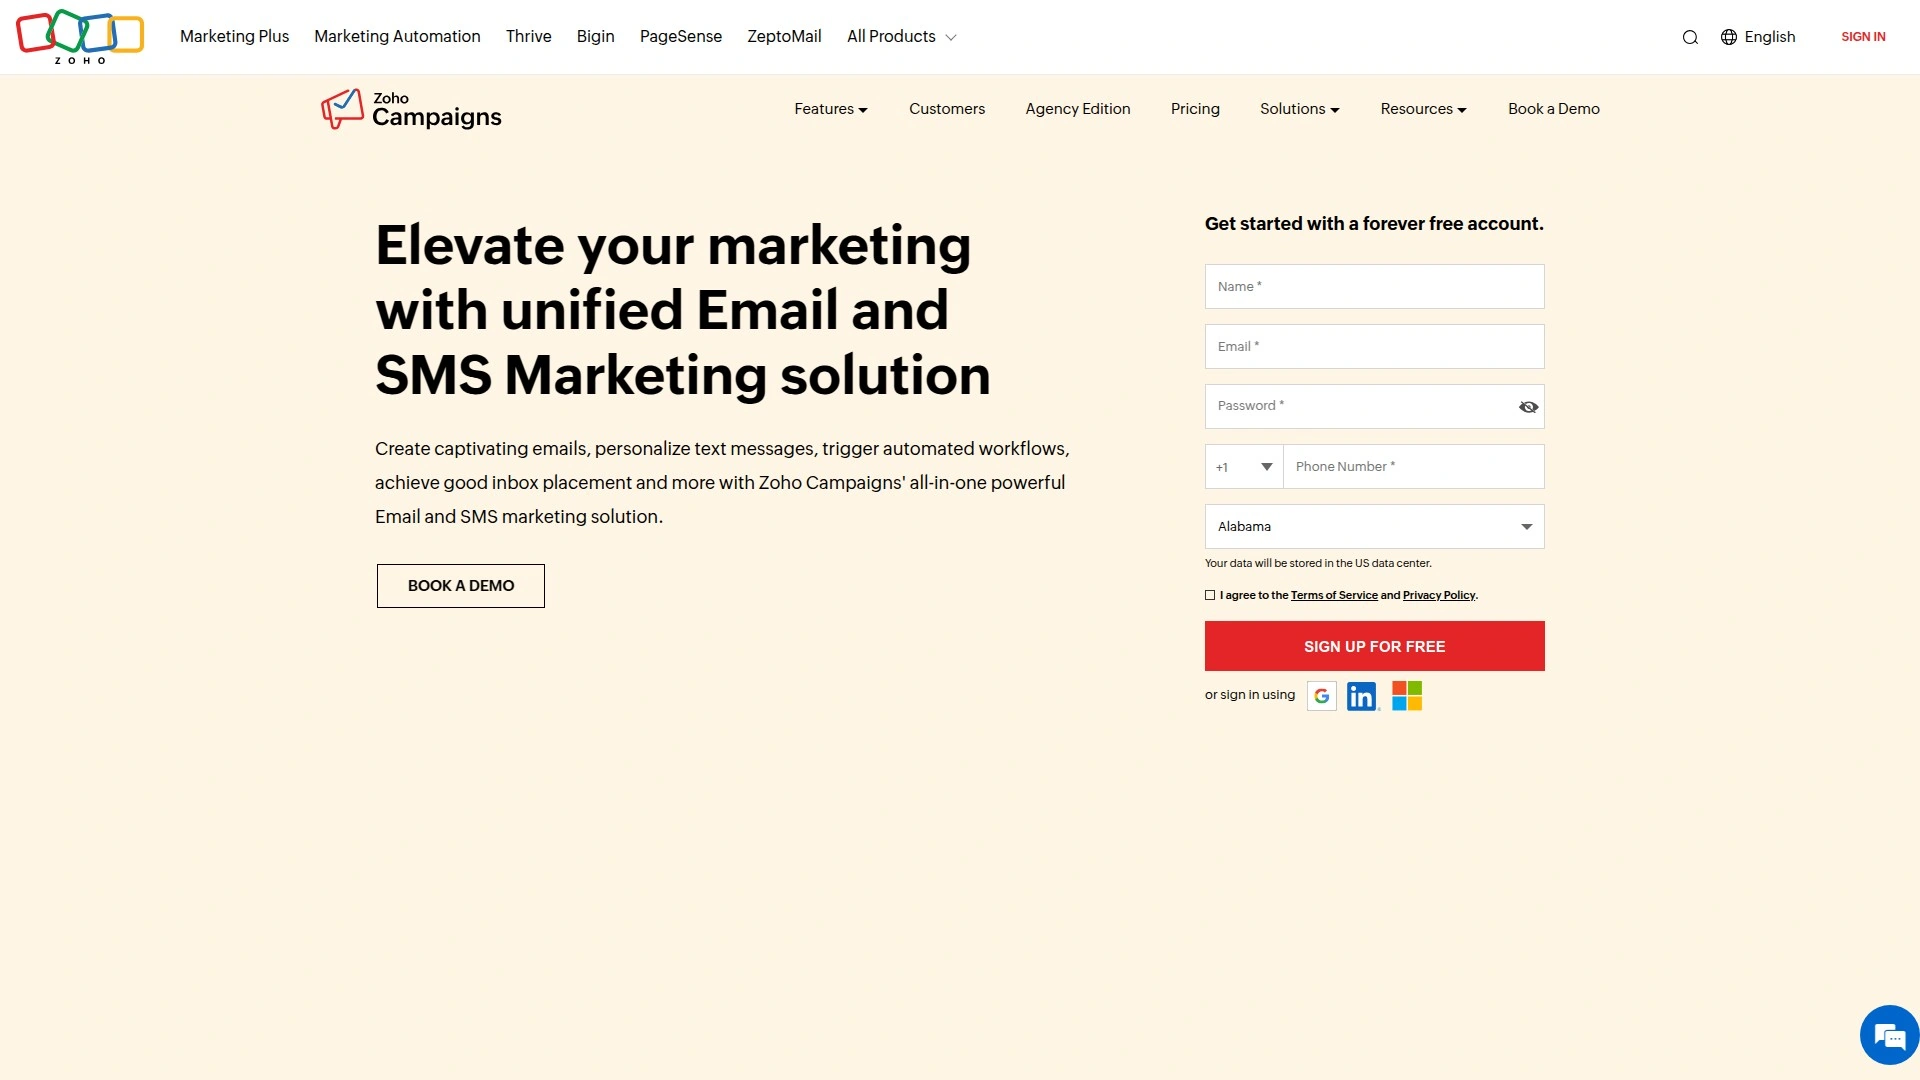 ZOHO
Marketing Plus
Marketing Automation
Thrive
Bigin
PageSense
ZeptoMail
All Products
English
SIGN IN
Zoho
Campaigns
Features
Customers
Agency Edition
Pricing
Solutions
Resources
Book a Demo
Elevate your marketing
with unified Email and
SMS Marketing solution
Create captivating emails, personalize text messages, trigger automated workflows,
achieve good inbox placement and more with Zoho Campaigns' all-in-one powerful
Email and SMS marketing solution.
BOOK A DEMO
Get started with a forever free account.
Name *
Email *
Password *
+1
Phone Number *
Alabama
Your data will be stored in the US data center.
I agree to the Terms of Service and Privacy Policy.
SIGN UP FOR FREE
or sign in using
G
in